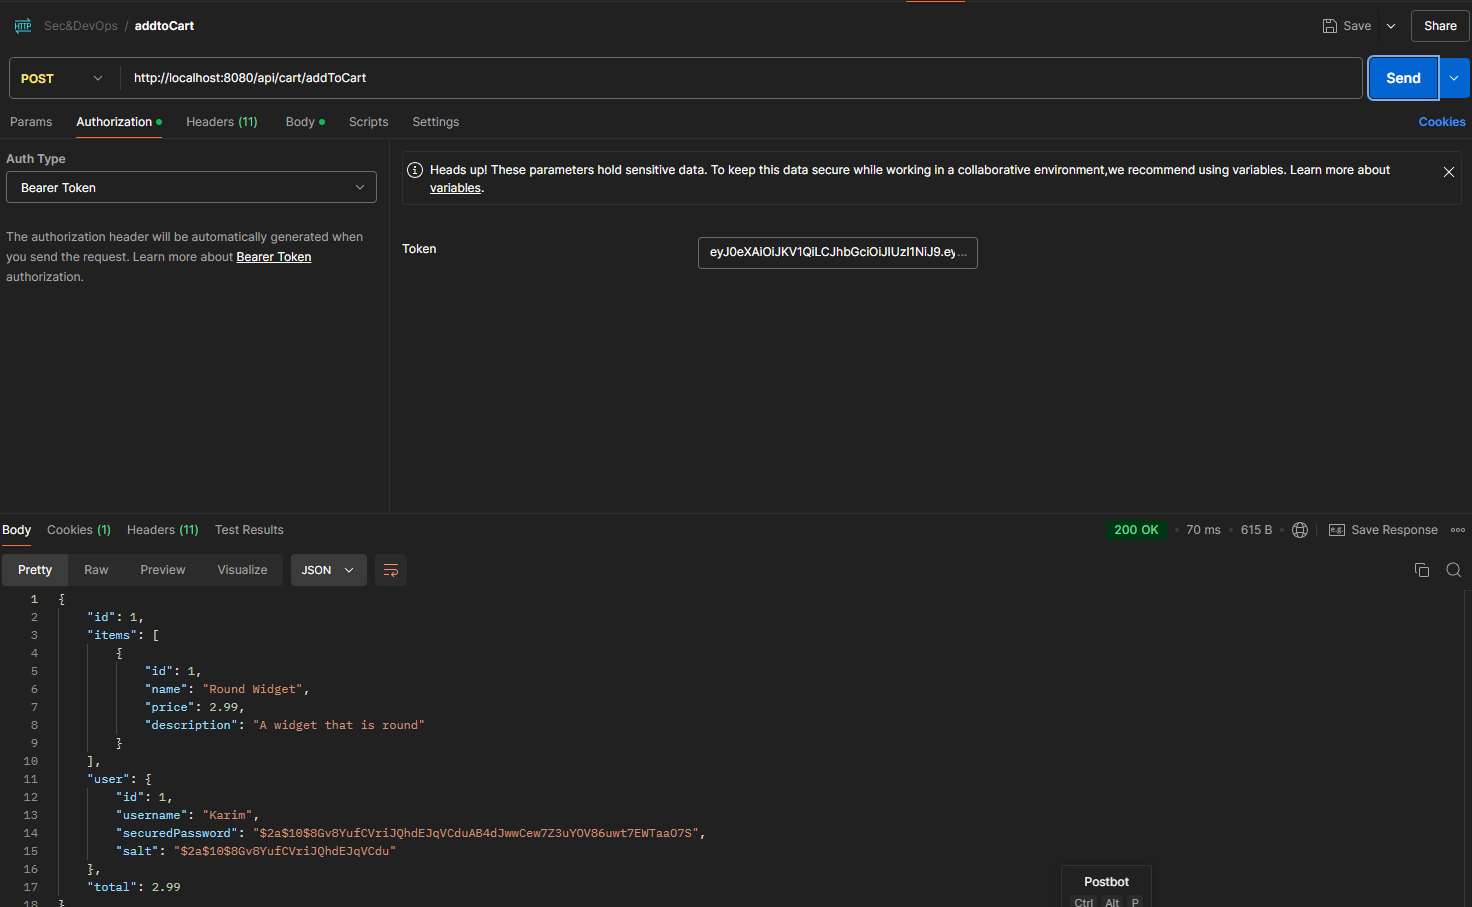 HTTP Sec&DevOps / addtoCart Save Share
POST http://localhost:8080/api/cart/addToCart Send
Params Authorization Headers (11) Body Scripts Settings Cookies
Auth Type
Bearer Token
The authorization header will be automatically generated when
you send the request. Learn more about Bearer Token
authorization.
Heads up! These parameters hold sensitive data. To keep this data secure while working in a collaborative environment,we recommend using variables. Learn more about
variables.
Token eyJ0eXAiOiJKV1QiLCJhbGciOiJIUzI1NiJ9.ey...
Body Cookies (1) Headers (11) Test Results 200 OK • 70 ms • 615 B • e.g. Save Response
Pretty Raw Preview Visualize JSON
1 {
2 "id": 1,
3 "items": [
4 {
5 "id": 1,
6 "name": "Round Widget",
7 "price": 2.99,
8 "description": "A widget that is round"
9 }
10 ],
11 "user": {
12 "id": 1,
13 "username": "Karim",
14 "securedPassword": "$2a$10$8Gv8YufCVriJQhdEJqVCduAB4dJwwCew7Z3uYOV86uwt7EWTaaO7S",
15 "salt": "$2a$10$8Gv8YufCVriJQhdEJqVCdu"
16 },
17 "total": 2.99
18 }
Postbot
Ctrl Alt P